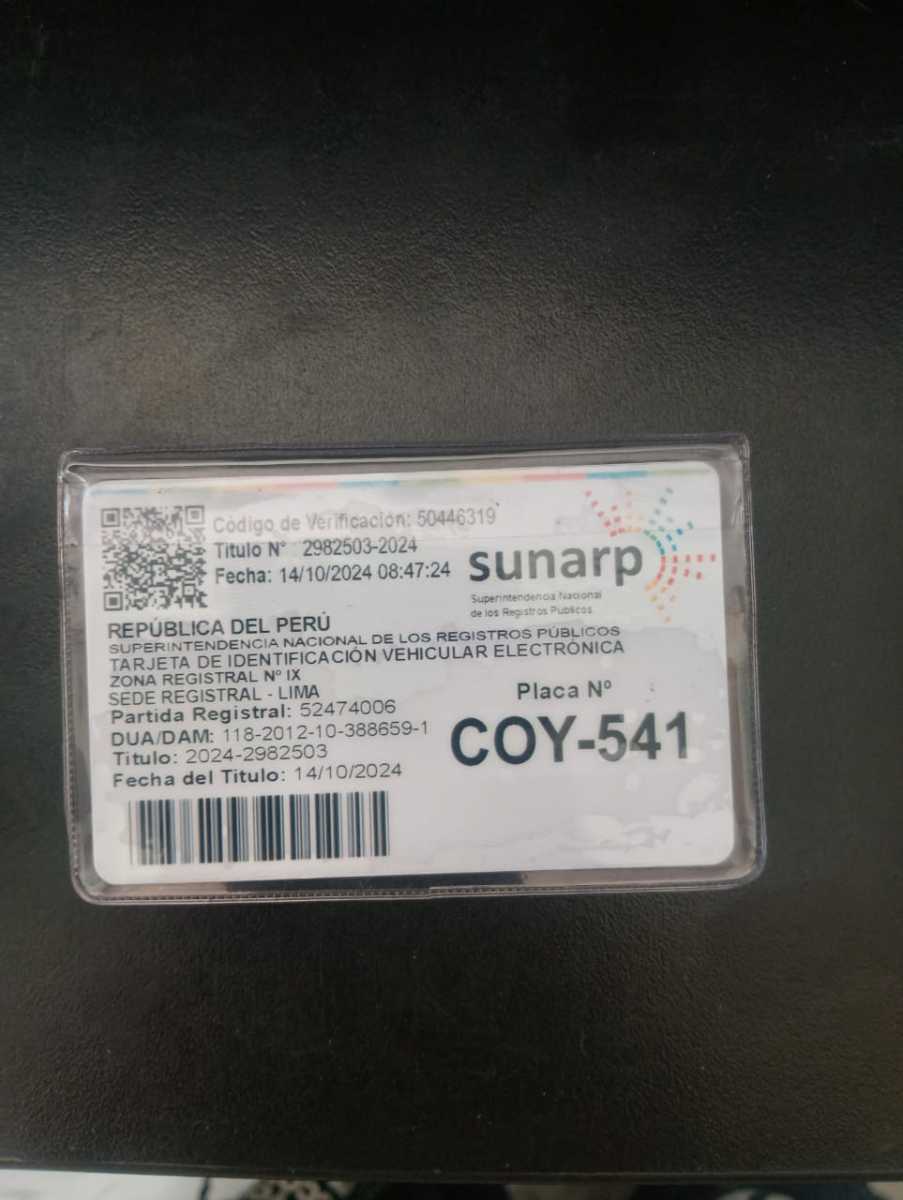 Código de Verificación: 50446319
Título N° 2982503-2024
Fecha: 14/10/2024 08:47:24
sunarp
Superintendencia Nacional
de los Registros Públicos
REPÚBLICA DEL PERÚ
SUPERINTENDENCIA NACIONAL DE LOS REGISTROS PÚBLICOS
TARJETA DE IDENTIFICACIÓN VEHICULAR ELECTRÓNICA
ZONA REGISTRAL Nº IX
SEDE REGISTRAL - LIMA
Partida Registral: 52474006
DUA/DAM: 118-2012-10-388659-1
Titulo: 2024-2982503
Fecha del Titulo: 14/10/2024
Placa Nº
COY-541